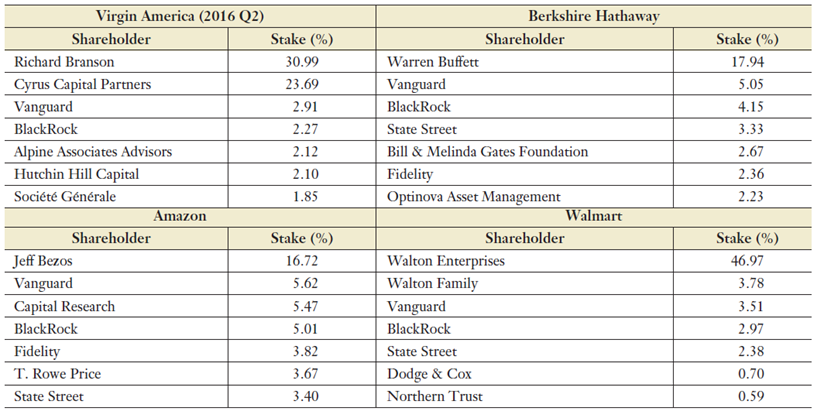 Virgin America (2016 Q2) Berkshire Hathaway
Shareholder Stake (%) Shareholder Stake (%)
Richard Branson 30.99 Warren Buffett 17.94
Cyrus Capital Partners 23.69 Vanguard 5.05
Vanguard 2.91 BlackRock 4.15
BlackRock 2.27 State Street 3.33
Alpine Associates Advisors 2.12 Bill & Melinda Gates Foundation 2.67
Hutchin Hill Capital 2.10 Fidelity 2.36
Société Générale 1.85 Optinova Asset Management 2.23
Amazon Walmart
Shareholder Stake (%) Shareholder Stake (%)
Jeff Bezos 16.72 Walton Enterprises 46.97
Vanguard 5.62 Walton Family 3.78
Capital Research 5.47 Vanguard 3.51
BlackRock 5.01 BlackRock 2.97
Fidelity 3.82 State Street 2.38
T. Rowe Price 3.67 Dodge & Cox 0.70
State Street 3.40 Northern Trust 0.59